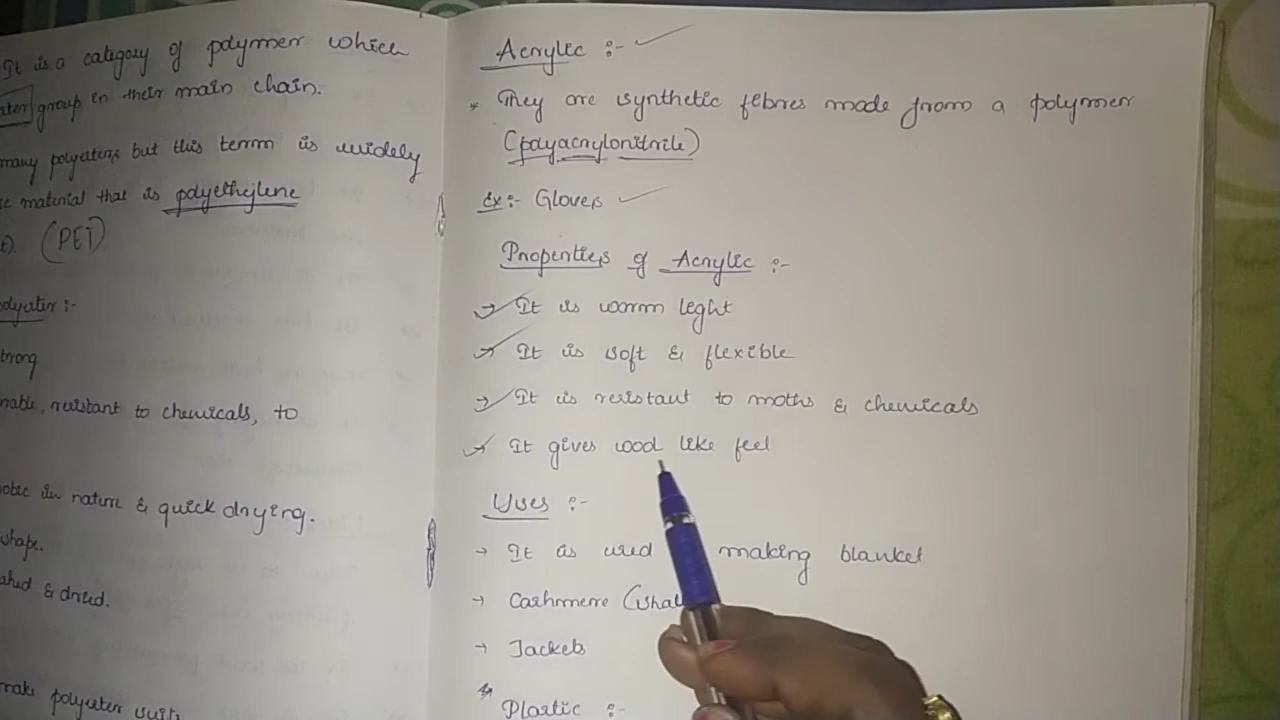 It is a category of polymer which
group in their main chain.
many polyesters but this term is widely
material that is polyethylene
(PET)
strong
resistant to chemicals, to
in nature & quick drying.
shape.
& dried.
make polyester suits
Acrylic :-
* They are synthetic fibres made from a polymer
(polyacrylonitrile)
Ex:- Gloves
Properties of Acrylic :-
→ It is warm leght
→ It is soft & flexible
→ It is resistant to moths & chemicals
→ It gives wool like feel
Uses :-
→ It is used making blanket
→ Cashmere
→ Jackets
* Plastic :-